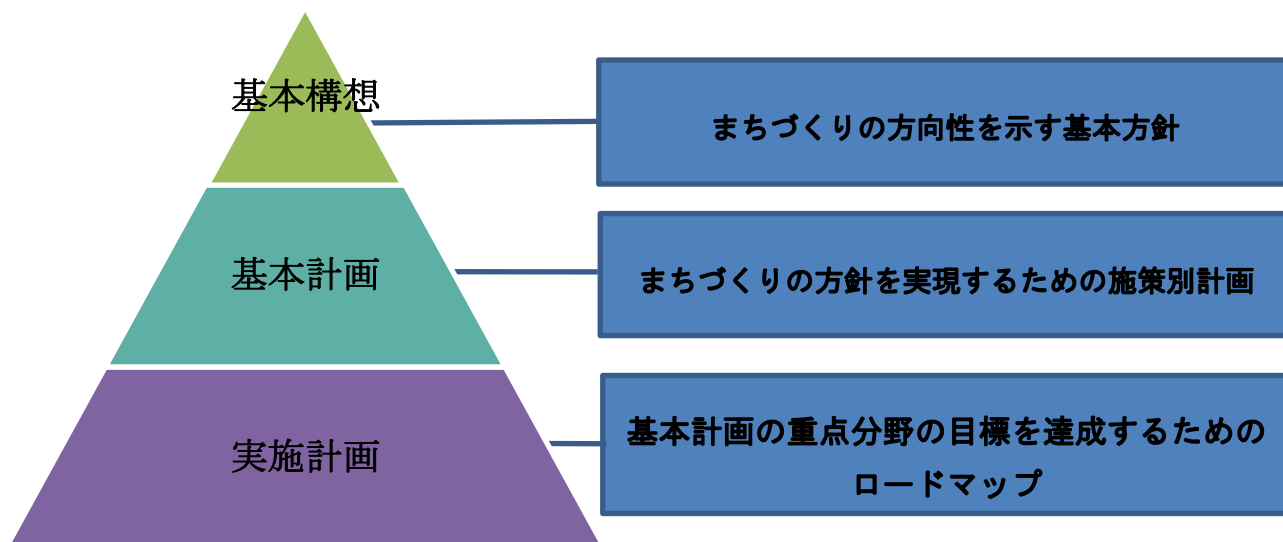 基本構想
まちづくりの方向性を示す基本方針
基本計画
まちづくりの方針を実現するための施策別計画
実施計画
基本計画の重点分野の目標を達成するための
ロードマップ